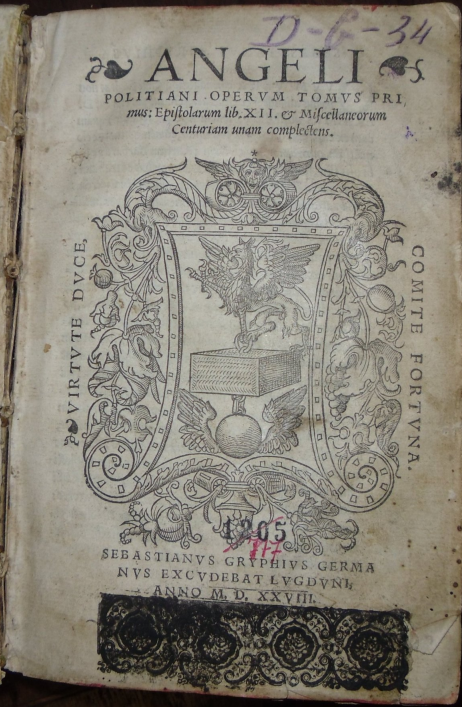 D-6-34
ANGELI
POLITIANI OPERVM TOMVS PRI
mus: Epistolarum lib. XII. & Miscellaneorum
Centuriam unam complectens.
VIRTVTE DVCE,
COMITE FORTVNA.
1205
SEBASTIANVS GRYPHIVS GERMA
NVS EXCVDEBAT LVGDVNI,
ANNO M. D. XXVIII.